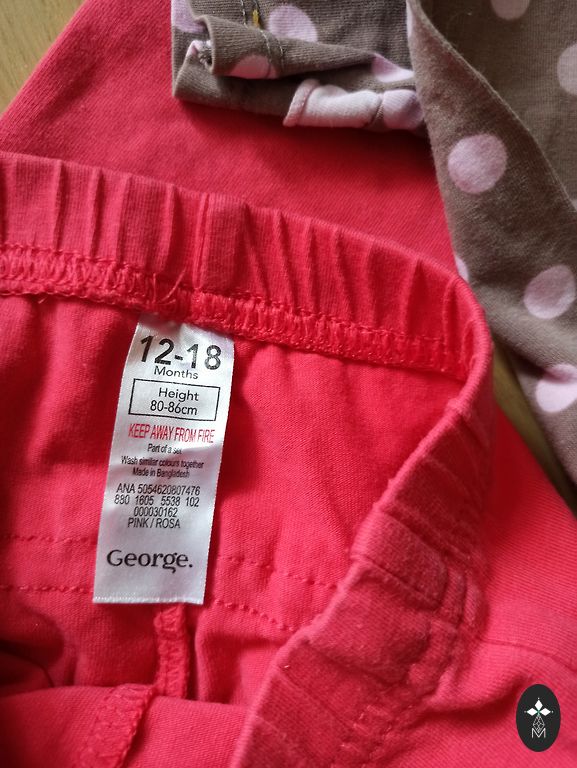 12-18
Months
Height
80-86cm
KEEP AWAY FROM FIRE
Part of a set
Wash similar colours together
Made in Bangladesh
ANA 5054620807476
880 1605 5538 102
000030162
PINK / ROSA
George.
M